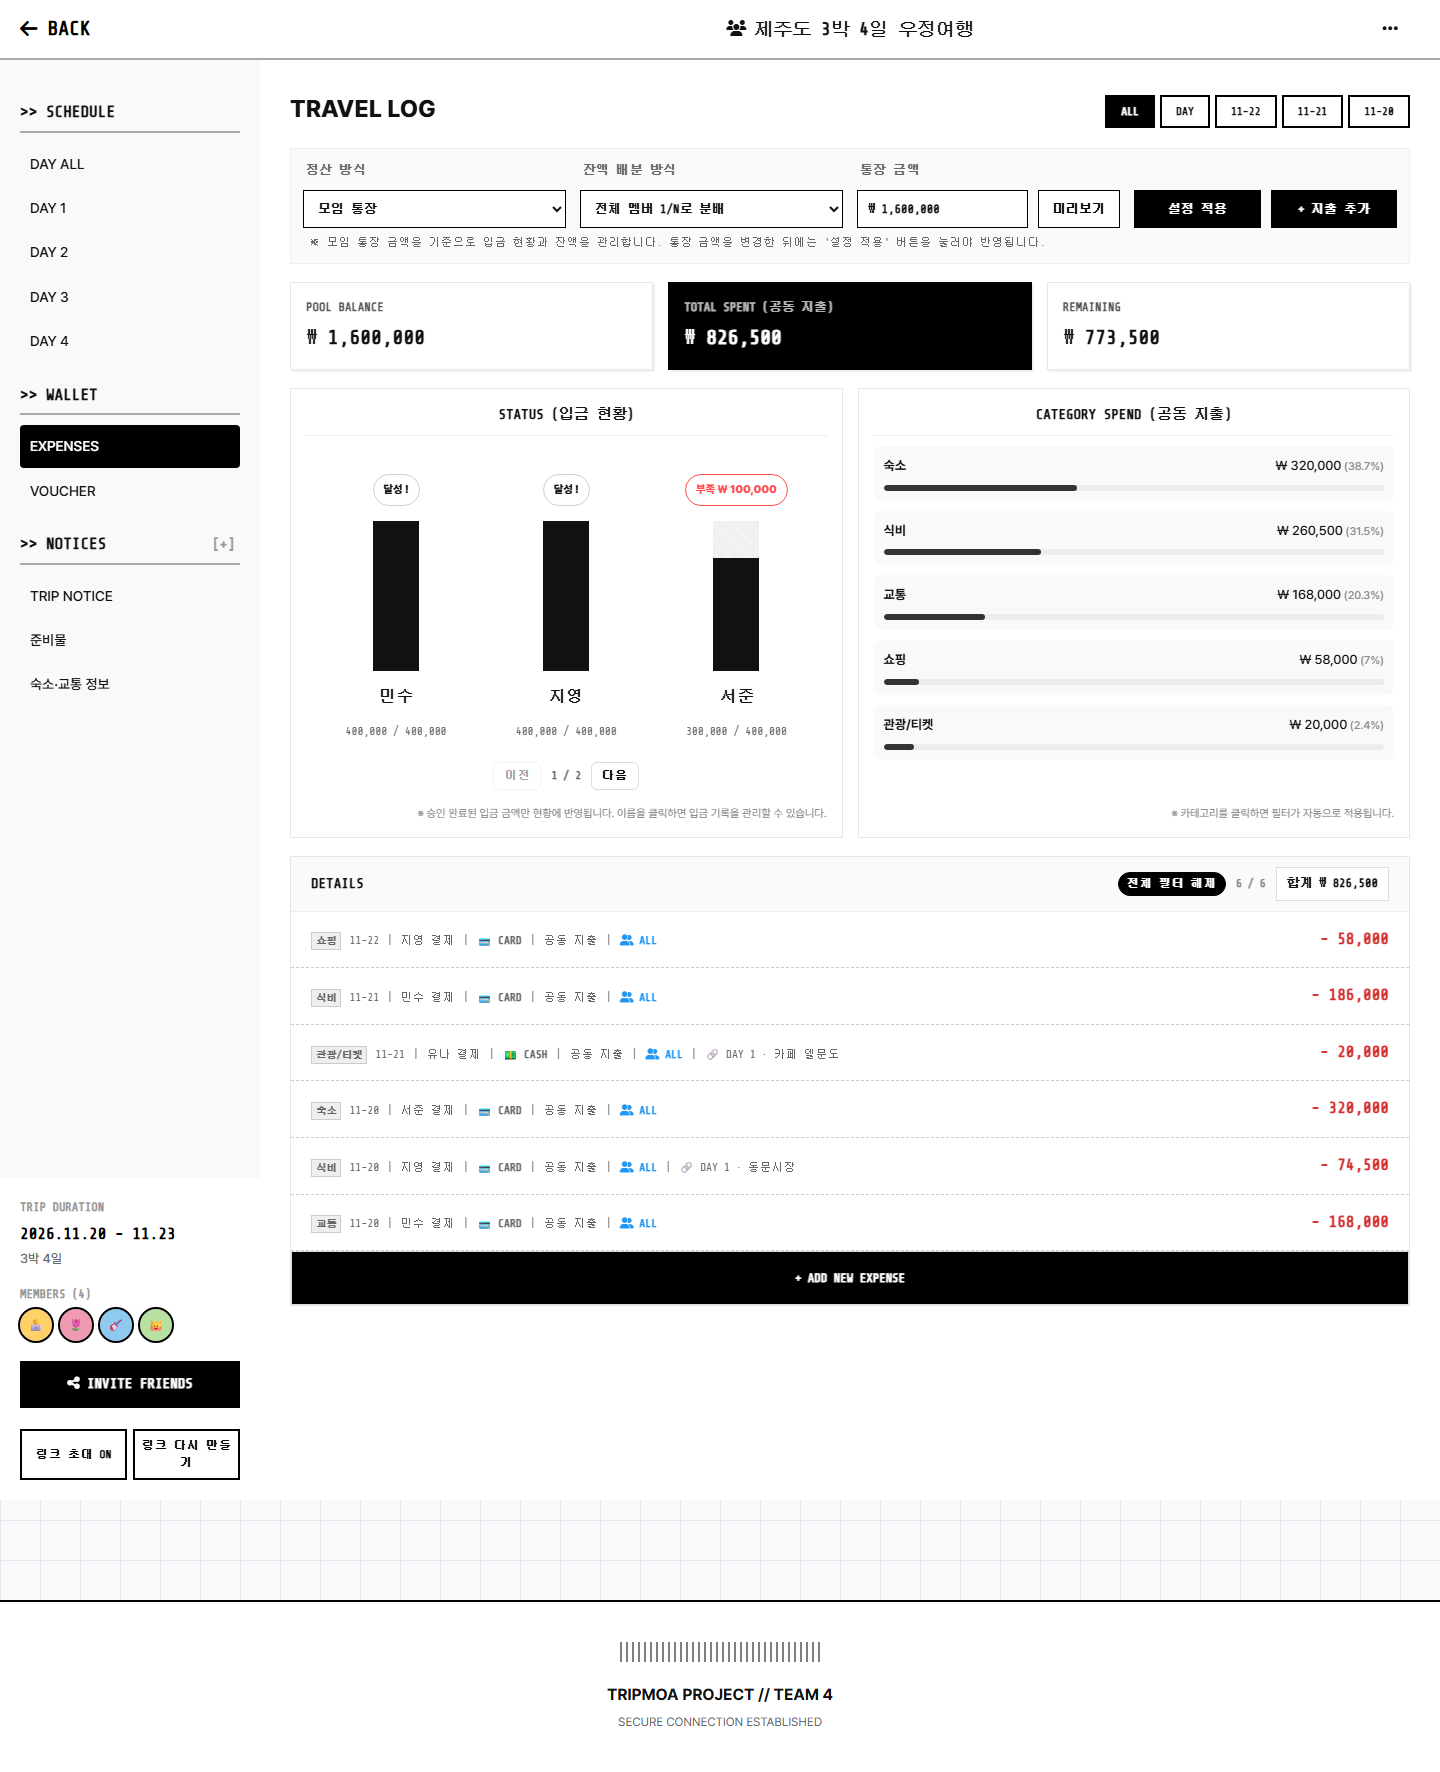 BACK
제주도 3박 4일 우정여행
>> SCHEDULE
DAY ALL
DAY 1
DAY 2
DAY 3
DAY 4
>> WALLET
EXPENSES
VOUCHER
>> NOTICES [+]
TRIP NOTICE
준비물
숙소·교통 정보
TRIP DURATION
2026.11.20 - 11.23
3박 4일
MEMBERS (4)
INVITE FRIENDS
링크 초대 ON
링크 다시 만들
기
TRAVEL LOG
ALL DAY 11-22 11-21 11-20
정산 방식 잔액 배분 방식 통장 금액
모임 통장 전체 멤버 1/N로 분배 ₩ 1,600,000 미리보기 설정 적용 + 지출 추가
※ 모임 통장 금액을 기준으로 입금 현황과 잔액을 관리합니다. 통장 금액을 변경한 뒤에는 '설정 적용' 버튼을 눌러야 반영됩니다.
POOL BALANCE
₩ 1,600,000
TOTAL SPENT (공동 지출)
₩ 826,500
REMAINING
₩ 773,500
STATUS (입금 현황)
달성! 달성! 부족 ₩ 100,000
민수 지영 서준
400,000 / 400,000 400,000 / 400,000 300,000 / 400,000
이전 1 / 2 다음
※ 승인 완료된 입금 금액만 현황에 반영됩니다. 이름을 클릭하면 입금 기록을 관리할 수 있습니다.
CATEGORY SPEND (공동 지출)
숙소 ₩ 320,000 (38.7%)
식비 ₩ 260,500 (31.5%)
교통 ₩ 168,000 (20.3%)
쇼핑 ₩ 58,000 (7%)
관광/티켓 ₩ 20,000 (2.4%)
※ 카테고리를 클릭하면 필터가 자동으로 적용됩니다.
DETAILS 전체 필터 해제 6 / 6 합계 ₩ 826,500
쇼핑 11-22 | 지영 결제 | CARD | 공동 지출 | ALL - 58,000
식비 11-21 | 민수 결제 | CARD | 공동 지출 | ALL - 186,000
관광/티켓 11-21 | 유나 결제 | CASH | 공동 지출 | ALL | DAY 1 · 카페 델문도 - 20,000
숙소 11-20 | 서준 결제 | CARD | 공동 지출 | ALL - 320,000
식비 11-20 | 지영 결제 | CARD | 공동 지출 | ALL | DAY 1 · 동문시장 - 74,500
교통 11-20 | 민수 결제 | CARD | 공동 지출 | ALL - 168,000
+ ADD NEW EXPENSE
TRIPMOA PROJECT // TEAM 4
SECURE CONNECTION ESTABLISHED